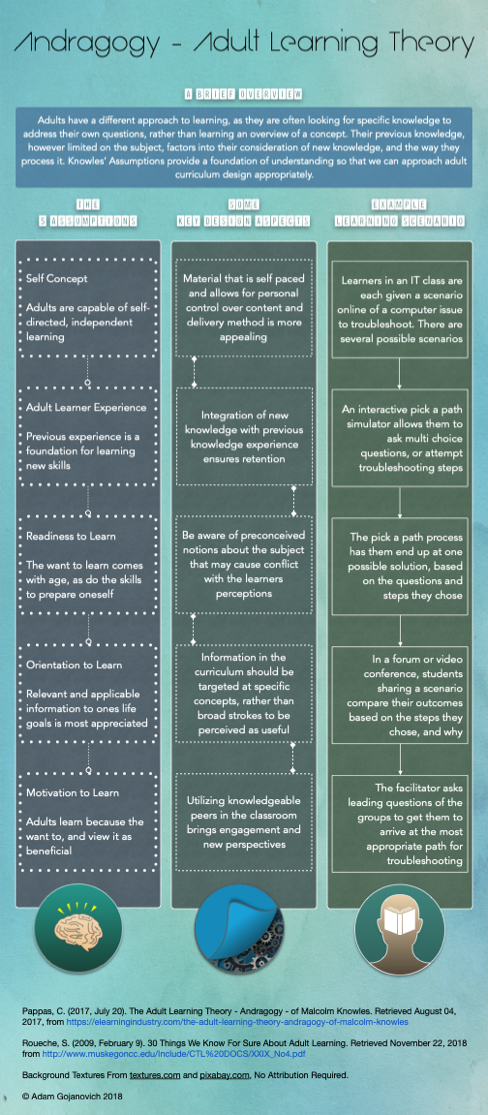 Andragogy - Adult Learning Theory
A BRIEF OVERVIEW
Adults have a different approach to learning, as they are often looking for specific knowledge to
address their own questions, rather than learning an overview of a concept. Their previous knowledge,
however limited on the subject, factors into their consideration of new knowledge, and the way they
process it. Knowles' Assumptions provide a foundation of understanding so that we can approach adult
curriculum design appropriately.
THE
5 ASSUMPTIONS
Self Concept
Adults are capable of self-
directed, independent
learning
Adult Learner Experience
Previous experience is a
foundation for learning
new skills
Readiness to Learn
The want to learn comes
with age, as do the skills
to prepare oneself
Orientation to Learn
Relevant and applicable
information to ones life
goals is most appreciated
Motivation to Learn
Adults learn because the
want to, and view it as
beneficial
SOME
KEY DESIGN ASPECTS
Material that is self paced
and allows for personal
control over content and
delivery method is more
appealing
Integration of new
knowledge with previous
knowledge experience
ensures retention
Be aware of preconceived
notions about the subject
that may cause conflict
with the learners
perceptions
Information in the
curriculum should be
targeted at specific
concepts, rather than
broad strokes to be
perceived as useful
Utilizing knowledgeable
peers in the classroom
brings engagement and
new perspectives
EXAMPLE
LEARNING SCENARIO
Learners in an IT class are
each given a scenario
online of a computer issue
to troubleshoot. There are
several possible scenarios
An interactive pick a path
simulator allows them to
ask multi choice
questions, or attempt
troubleshooting steps
The pick a path process
has them end up at one
possible solution, based
on the questions and
steps they chose
In a forum or video
conference, students
sharing a scenario
compare their outcomes
based on the steps they
chose, and why
The facilitator asks
leading questions of the
groups to get them to
arrive at the most
appropriate path for
troubleshooting
Pappas, C. (2017, July 20). The Adult Learning Theory - Andragogy - of Malcolm Knowles. Retrieved August 04,
2017, from https://elearningindustry.com/the-adult-learning-theory-andragogy-of-malcolm-knowles
Roueche, S. (2009, February 9). 30 Things We Know For Sure About Adult Learning. Retrieved November 22, 2018
from http://www.muskegoncc.edu/Include/CTL%20DOCS/XXIX_No4.pdf
Background Textures From textures.com and pixabay.com, No Attribution Required.
© Adam Gojanovich 2018